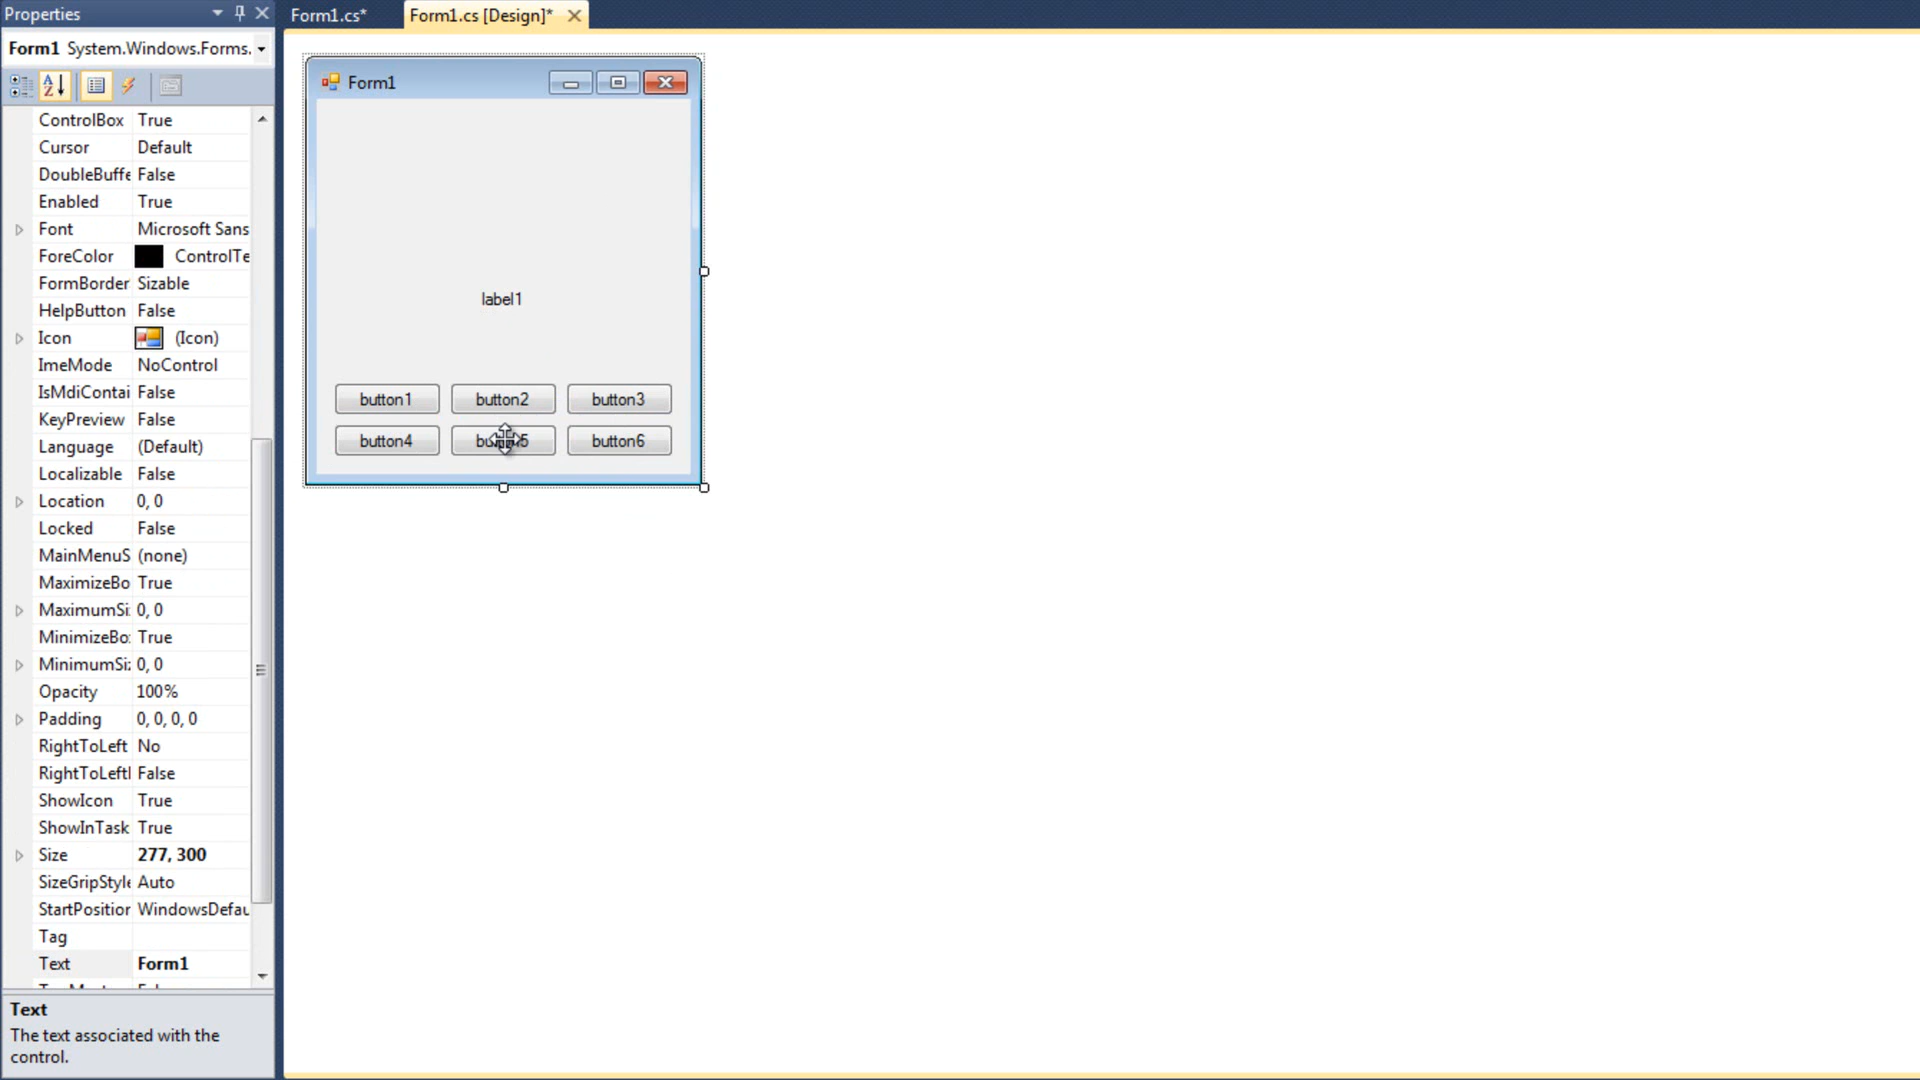 Properties
Form1.cs*
Form1.cs [Design]*
Form1 System.Windows.Forms.
ControlBox True
Cursor Default
DoubleBuffe False
Enabled True
Font Microsoft Sans
ForeColor ControlTe
FormBorder Sizable
HelpButton False
Icon (Icon)
ImeMode NoControl
IsMdiContai False
KeyPreview False
Language (Default)
Localizable False
Location 0, 0
Locked False
MainMenuS (none)
MaximizeBo True
MaximumSi: 0, 0
MinimizeBo: True
MinimumSi: 0, 0
Opacity 100%
Padding 0, 0, 0, 0
RightToLeft No
RightToLeftl False
ShowIcon True
ShowInTask True
Size 277, 300
SizeGripStyle Auto
StartPosition WindowsDefau
Tag
Text Form1
Text
The text associated with the
control.
Form1
label1
button1 button2 button3
button4 button6